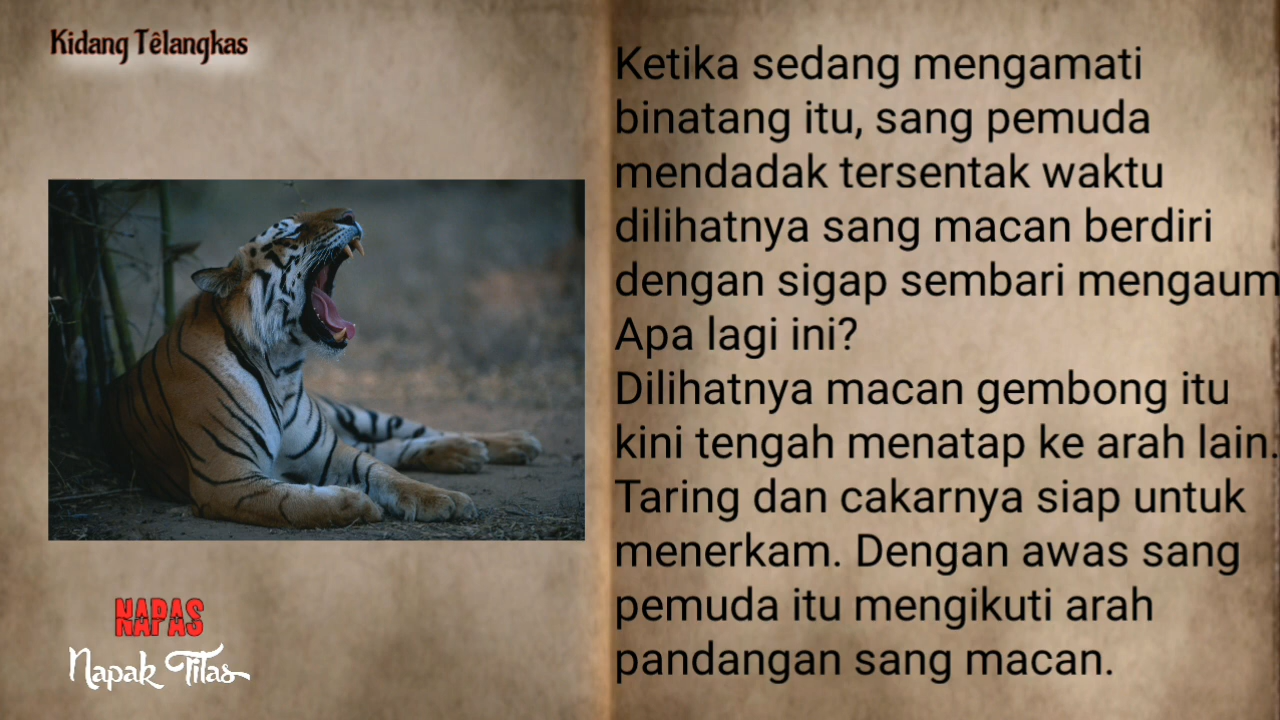 Kidang Têlangkas
Ketika sedang mengamati
binatang itu, sang pemuda
mendadak tersentak waktu
dilihatnya sang macan berdiri
dengan sigap sembari mengaum
Apa lagi ini?
Dilihatnya macan gembong itu
kini tengah menatap ke arah lain.
Taring dan cakarnya siap untuk
menerkam. Dengan awas sang
pemuda itu mengikuti arah
pandangan sang macan.
NAPAS
Napak Tilas